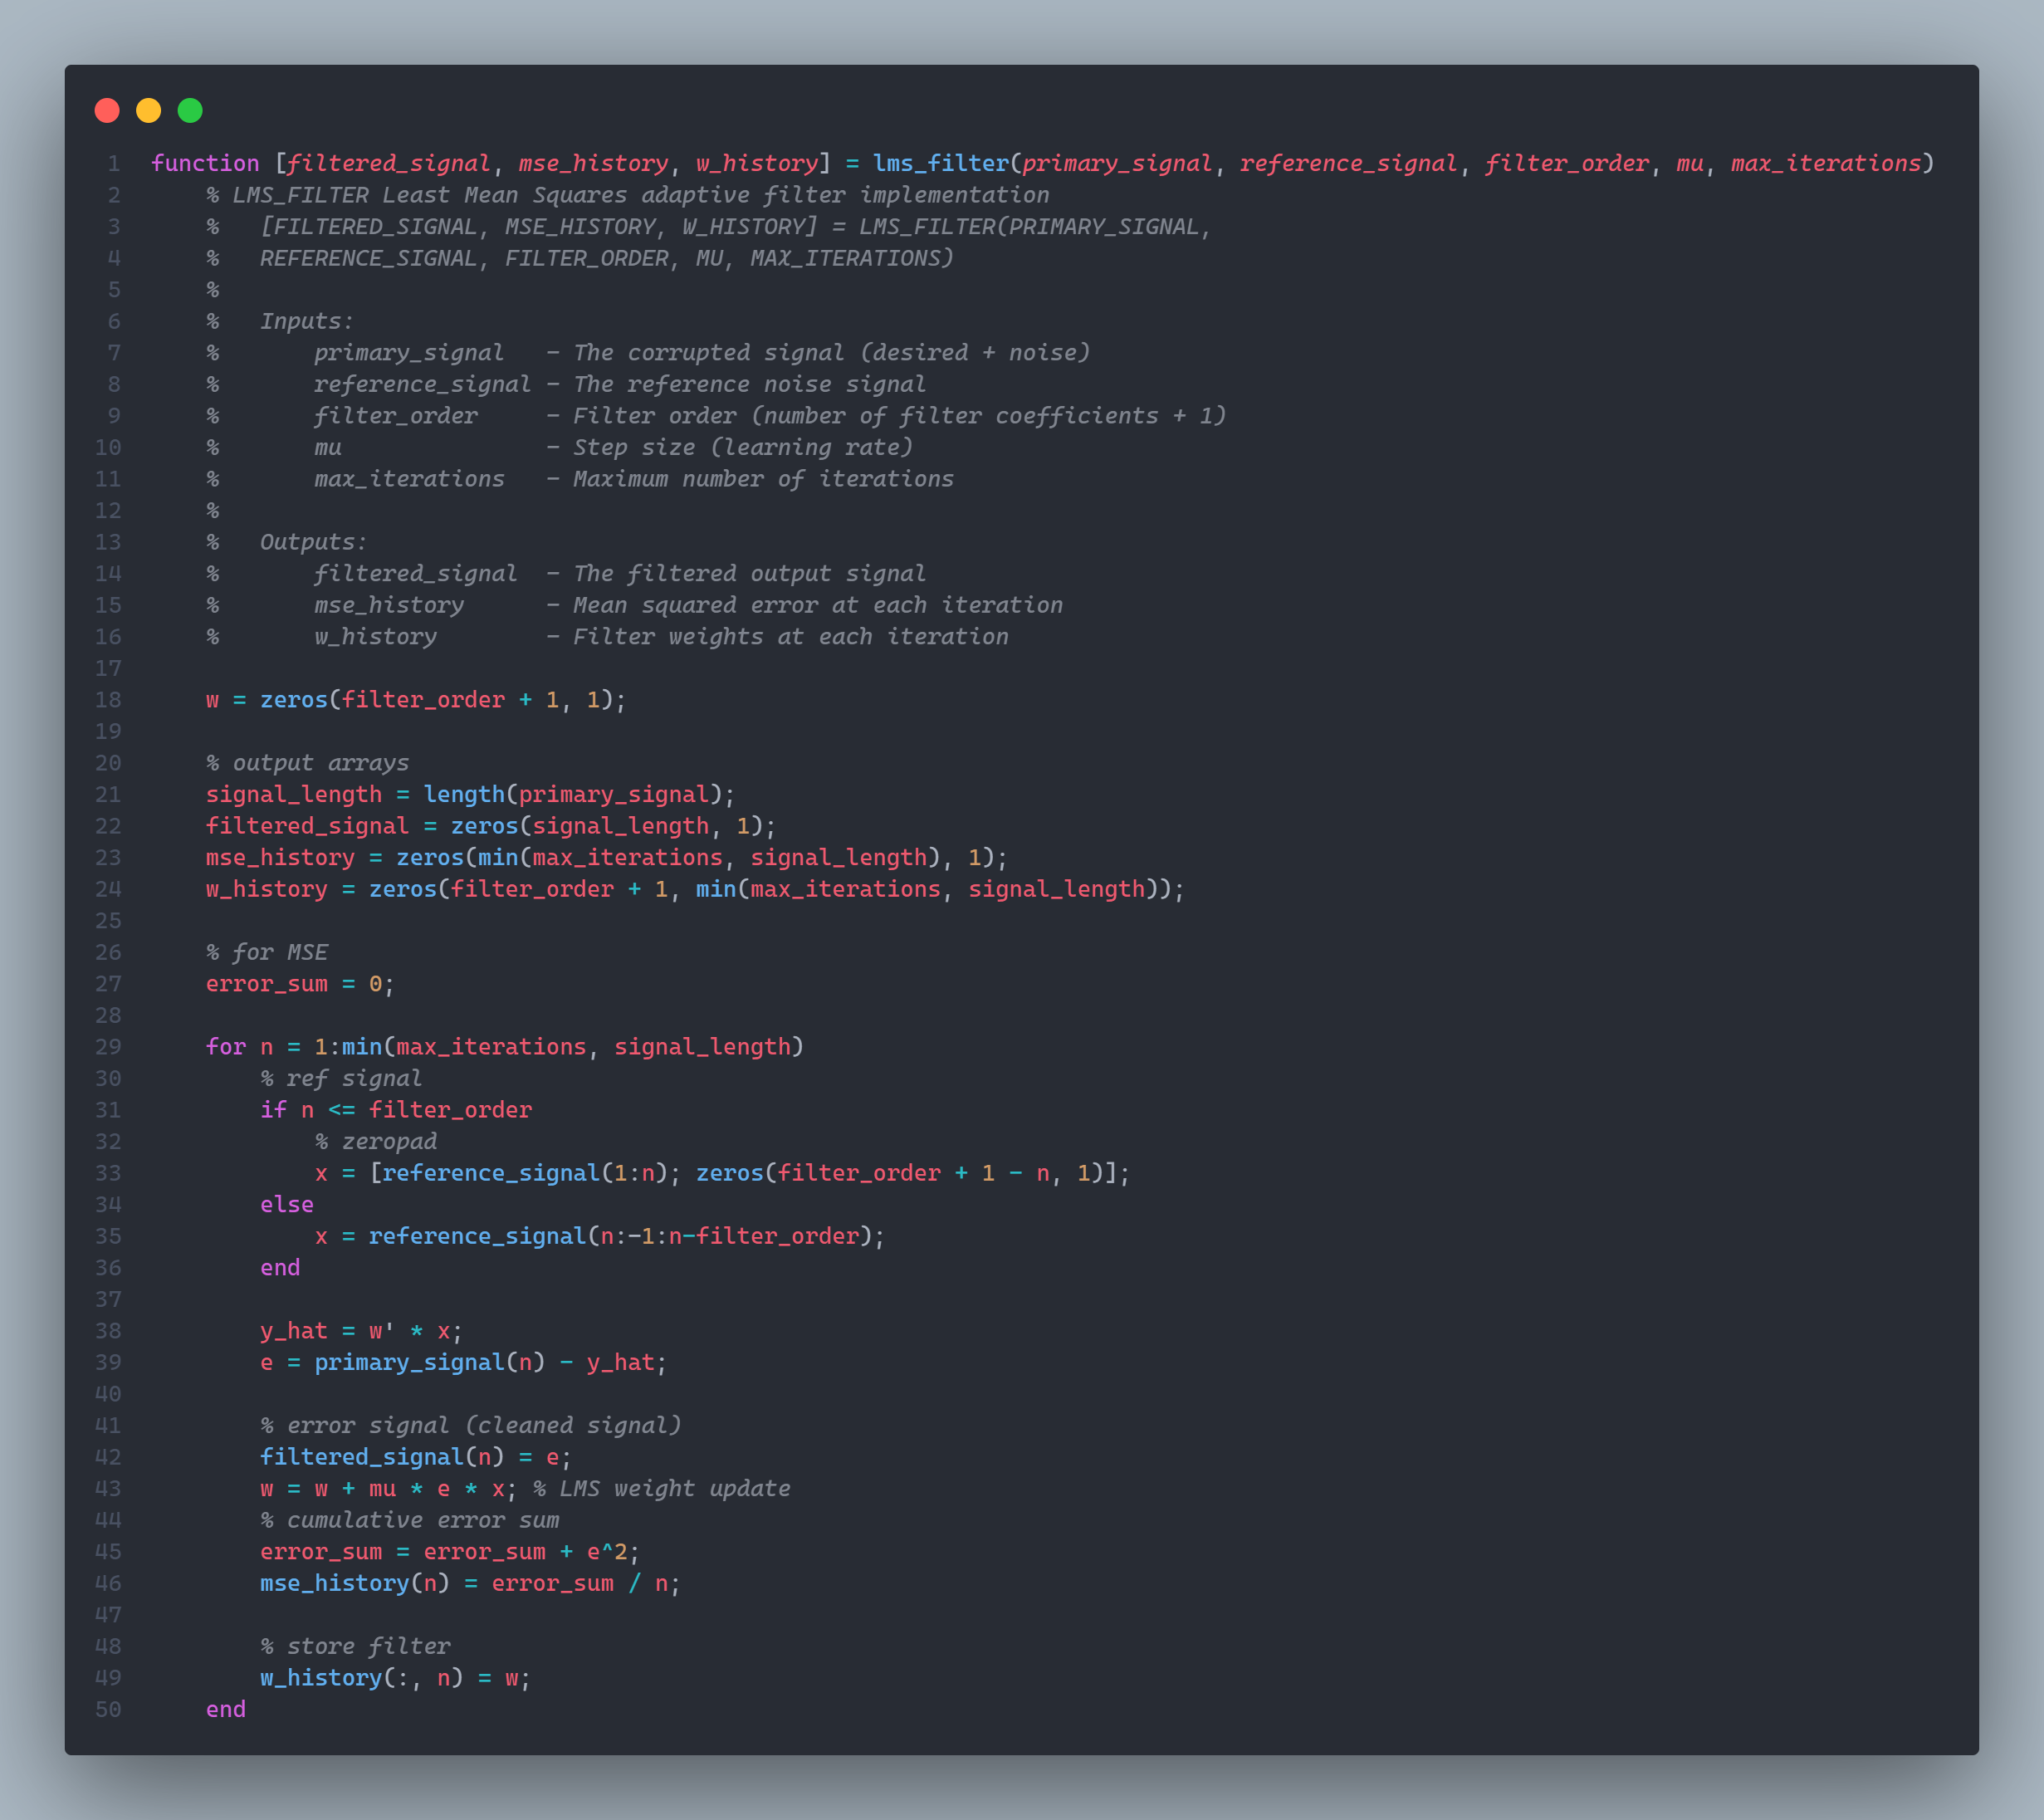 1 function [filtered_signal, mse_history, w_history] = lms_filter(primary_signal, reference_signal, filter_order, mu, max_iterations)
2     % LMS_FILTER Least Mean Squares adaptive filter implementation
3     %   [FILTERED_SIGNAL, MSE_HISTORY, W_HISTORY] = LMS_FILTER(PRIMARY_SIGNAL,
4     %   REFERENCE_SIGNAL, FILTER_ORDER, MU, MAX_ITERATIONS)
5     %
6     %   Inputs:
7     %       primary_signal   - The corrupted signal (desired + noise)
8     %       reference_signal - The reference noise signal
9     %       filter_order     - Filter order (number of filter coefficients + 1)
10     %       mu               - Step size (learning rate)
11     %       max_iterations   - Maximum number of iterations
12     %
13     %   Outputs:
14     %       filtered_signal  - The filtered output signal
15     %       mse_history      - Mean squared error at each iteration
16     %       w_history        - Filter weights at each iteration
17
18     w = zeros(filter_order + 1, 1);
19
20     % output arrays
21     signal_length = length(primary_signal);
22     filtered_signal = zeros(signal_length, 1);
23     mse_history = zeros(min(max_iterations, signal_length), 1);
24     w_history = zeros(filter_order + 1, min(max_iterations, signal_length));
25
26     % for MSE
27     error_sum = 0;
28
29     for n = 1:min(max_iterations, signal_length)
30         % ref signal
31         if n <= filter_order
32             % zeropad
33             x = [reference_signal(1:n); zeros(filter_order + 1 - n, 1)];
34         else
35             x = reference_signal(n:-1:n-filter_order);
36         end
37
38         y_hat = w' * x;
39         e = primary_signal(n) - y_hat;
40
41         % error signal (cleaned signal)
42         filtered_signal(n) = e;
43         w = w + mu * e * x; % LMS weight update
44         % cumulative error sum
45         error_sum = error_sum + e^2;
46         mse_history(n) = error_sum / n;
47
48         % store filter
49         w_history(:, n) = w;
50     end